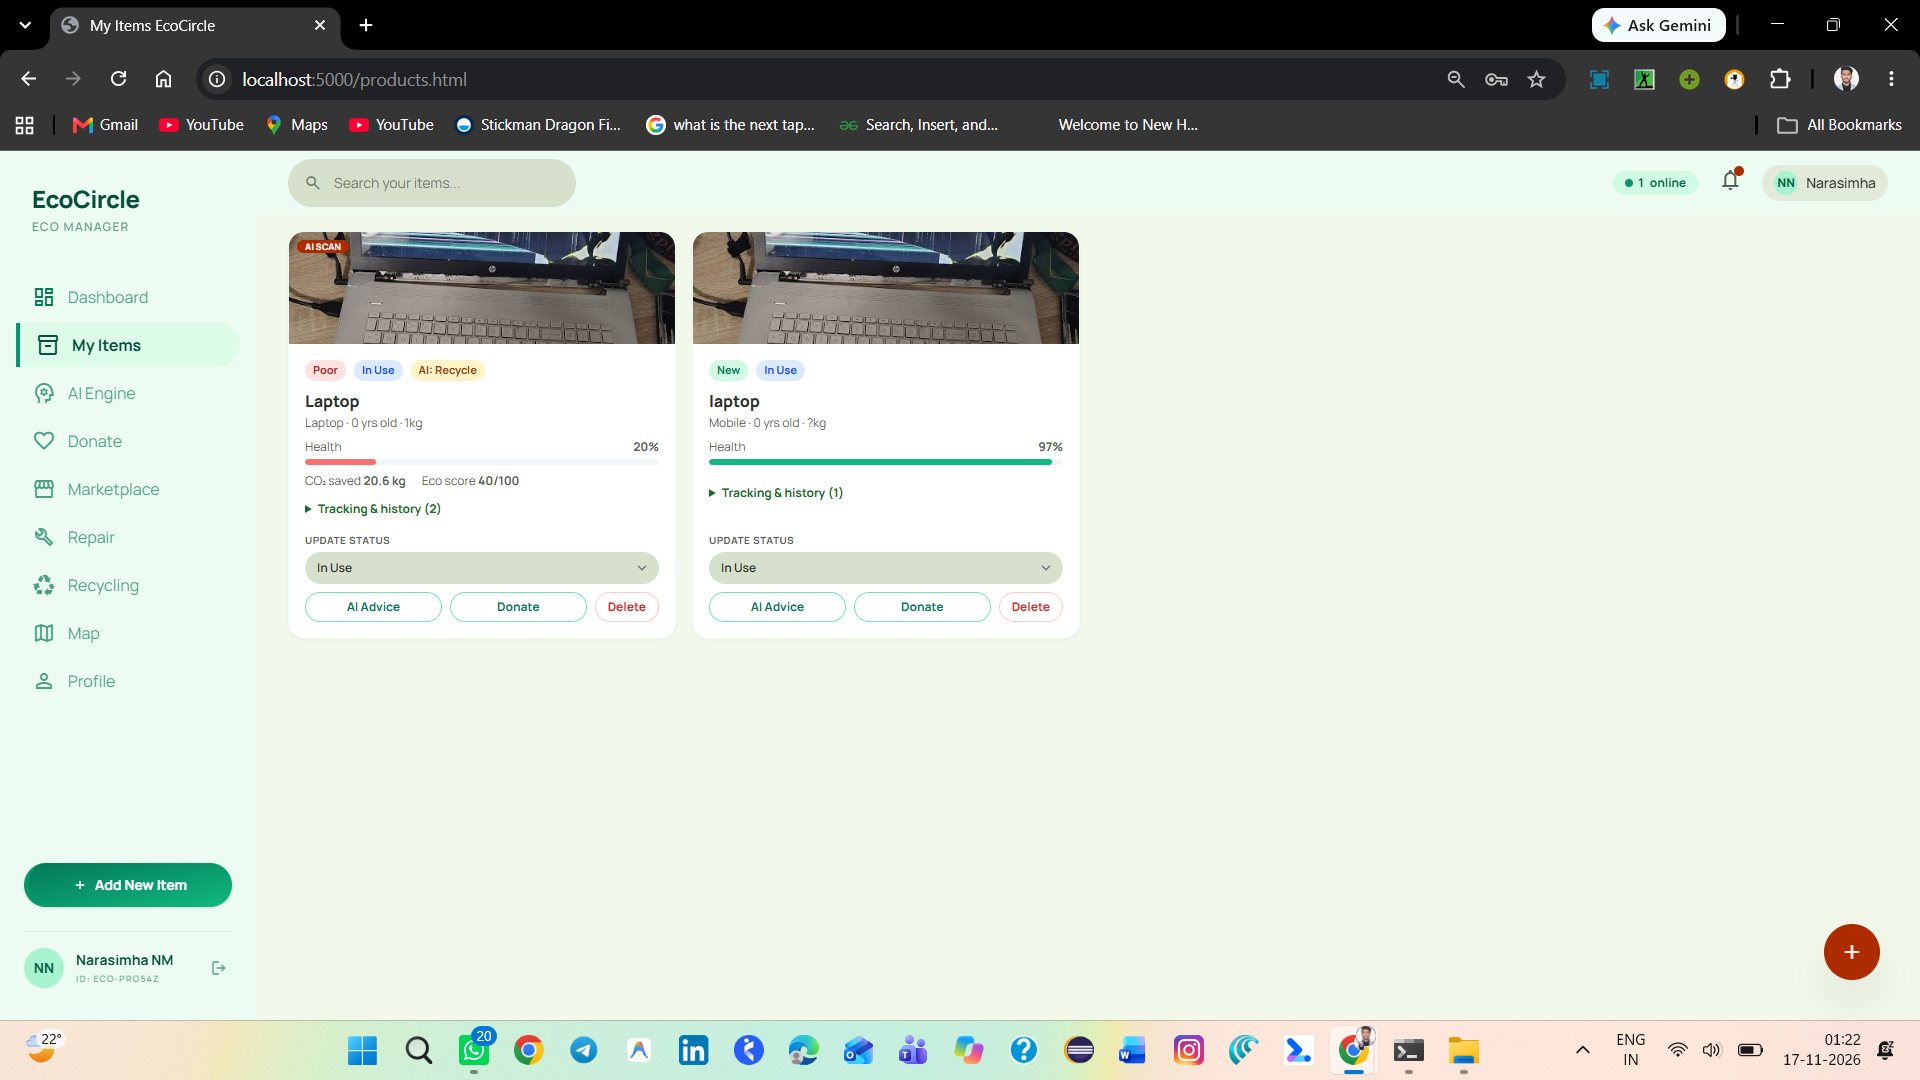 My Items EcoCircle
Ask Gemini
localhost:5000/products.html
Gmail
YouTube
Maps
YouTube
Stickman Dragon Fi...
what is the next tap...
Search, Insert, and...
Welcome to New H...
All Bookmarks
EcoCircle
ECO MANAGER
Search your items...
1 online
NN
Narasimha
Dashboard
My Items
AI Engine
Donate
Marketplace
Repair
Recycling
Map
Profile
+ Add New Item
NN
Narasimha NM
ID: ECO-PRO54Z
AI SCAN
Poor
In Use
AI: Recycle
Laptop
Laptop · 0 yrs old · 1kg
Health 20%
CO₂ saved 20.6 kg Eco score 40/100
Tracking & history (2)
UPDATE STATUS
In Use
AI Advice
Donate
Delete
New
In Use
laptop
Mobile · 0 yrs old · ?kg
Health 97%
Tracking & history (1)
UPDATE STATUS
In Use
AI Advice
Donate
Delete
+
22°
20
ENG
IN
01:22
17-11-2026